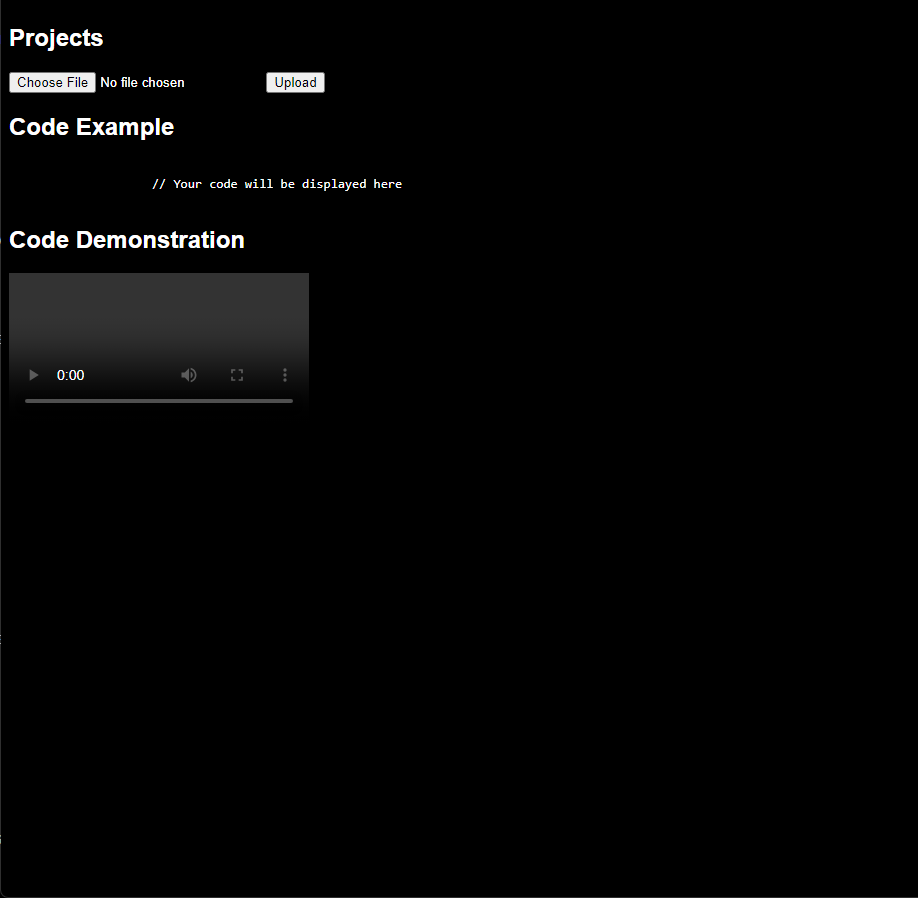 Projects
Choose File No file chosen Upload
Code Example
// Your code will be displayed here
Code Demonstration
0:00